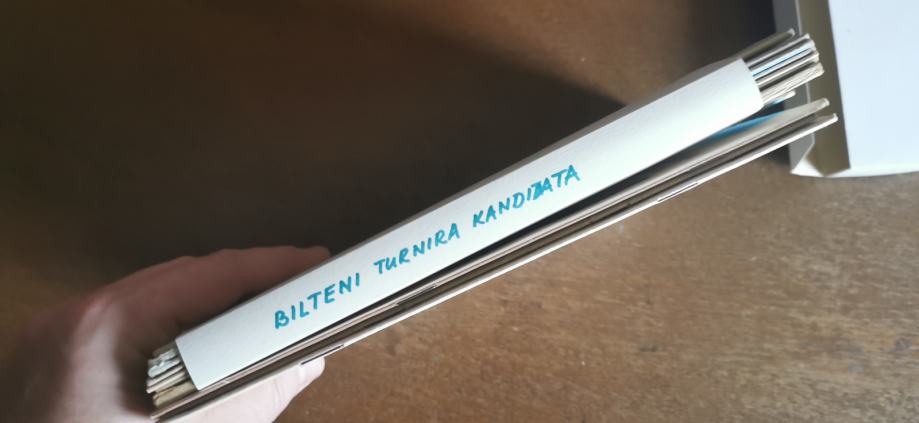 BILTENI TURNIRA KANDIDATA